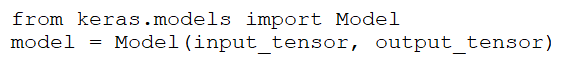 from keras.models import Model
model = Model(input_tensor, output_tensor)